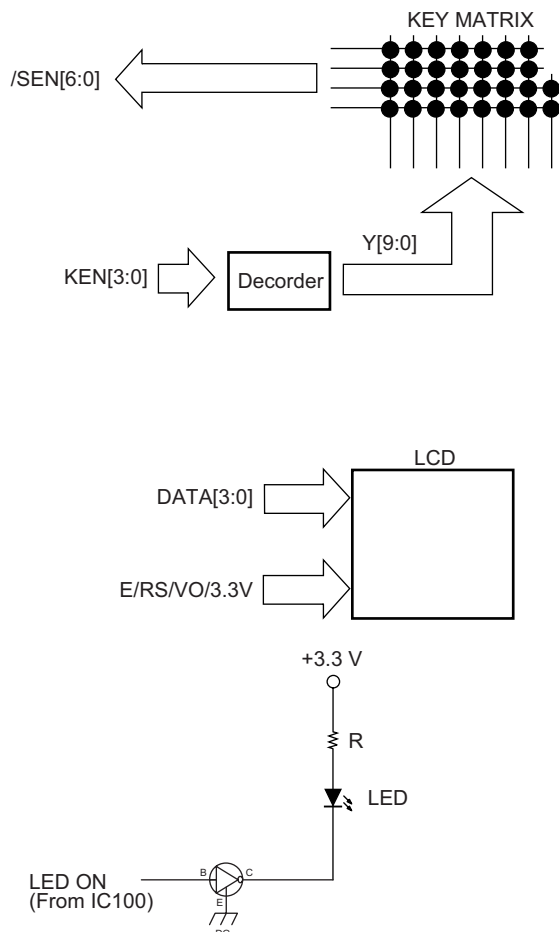 KEY MATRIX
/SEN[6:0]
Y[9:0]
KEN[3:0]
Decorder
LCD
DATA[3:0]
E/RS/VO/3.3V
+3.3 V
R
LED
B
C
E
LED ON
(From IC100)